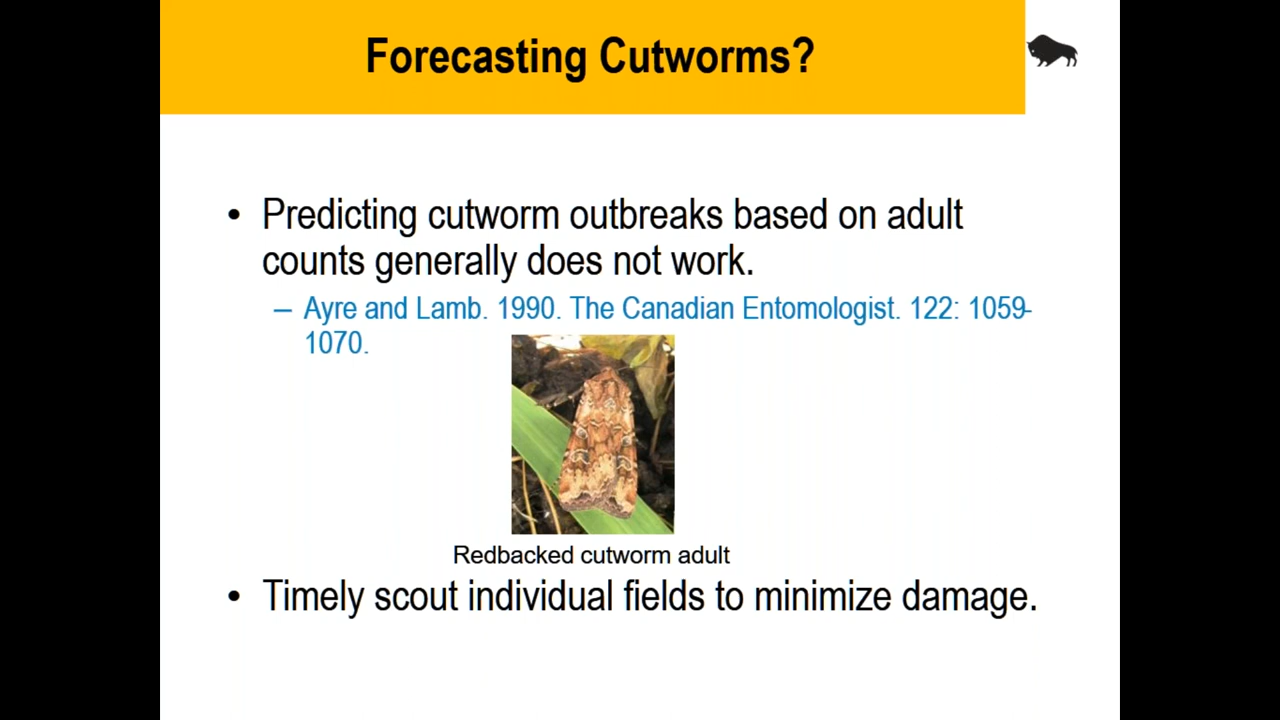 Forecasting Cutworms?
• Predicting cutworm outbreaks based on adult
counts generally does not work.
– Ayre and Lamb. 1990. The Canadian Entomologist. 122: 1059-
1070.
Redbacked cutworm adult
• Timely scout individual fields to minimize damage.